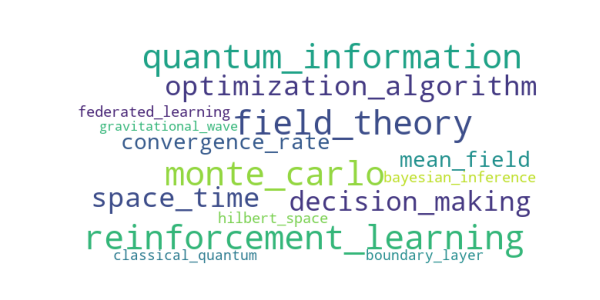 quantum_information
optimization_algorithm
federated_learning
field_theory
gravitational_wave
convergence_rate
mean_field
monte_carlo
bayesian_inference
space_time
decision_making
hilbert_space
reinforcement_learning
classical_quantum
boundary_layer